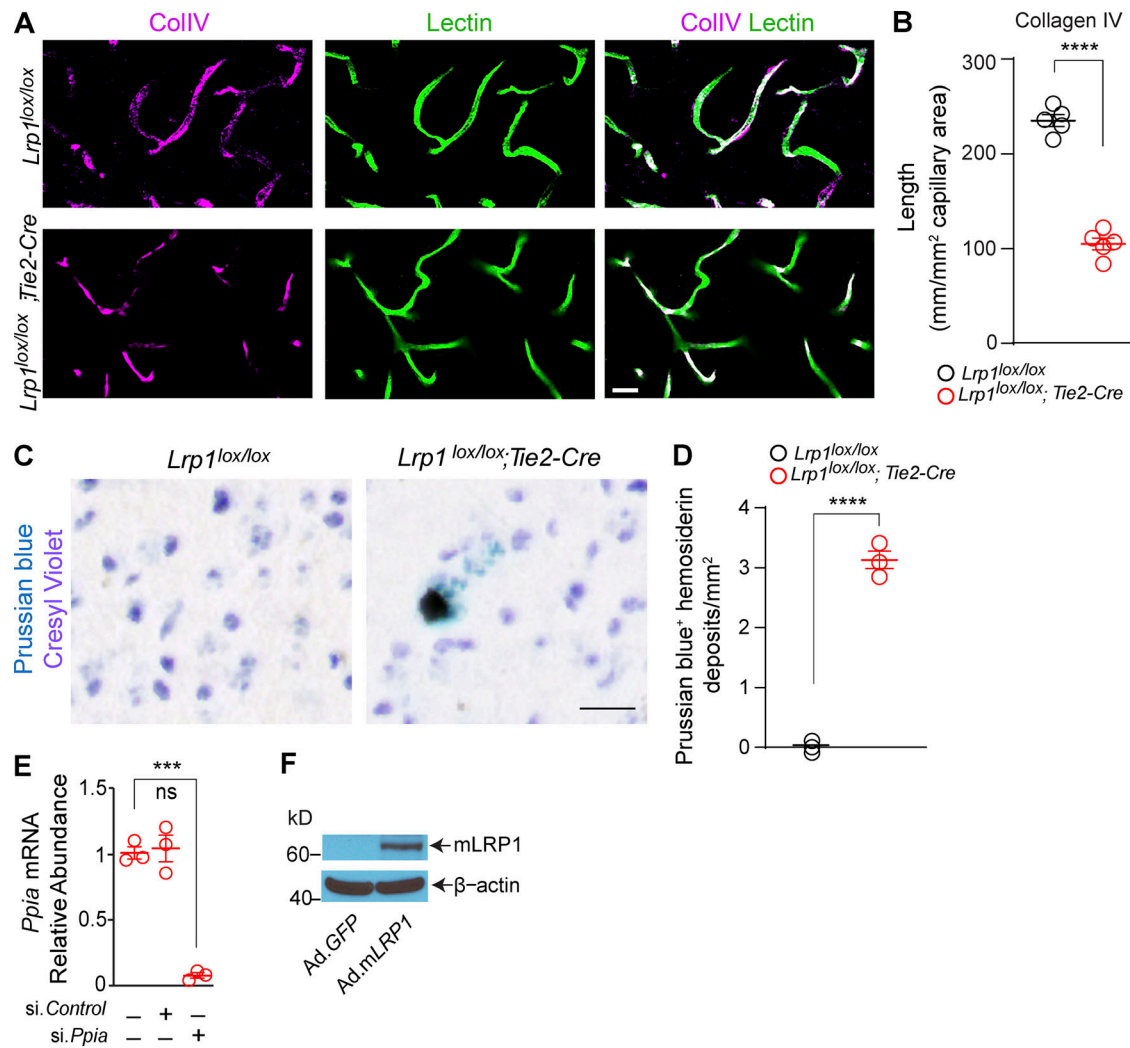 A
ColIV
Lectin
ColIV Lectin
Lrp1lox/lox
Lrp1lox/lox ;Tie2-Cre
B
Collagen IV
****
300
200
100
0
Length
(mm/mm² capillary area)
Lrp1lox/lox
Lrp1lox/lox; Tie2-Cre
C
Lrp1lox/lox
Lrp1 lox/lox;Tie2-Cre
Prussian blue
Cresyl Violet
D
Lrp1lox/lox
Lrp1lox/lox; Tie2-Cre
****
4
3
2
1
0
Prussian blue⁺ hemosiderin
deposits/mm²
E
***
ns
1.5
1
0.5
0
Ppia mRNA
Relative Abundance
si.Control – + –
si.Ppia – – +
F
kD
60
40
mLRP1
β–actin
Ad.GFP
Ad.mLRP1